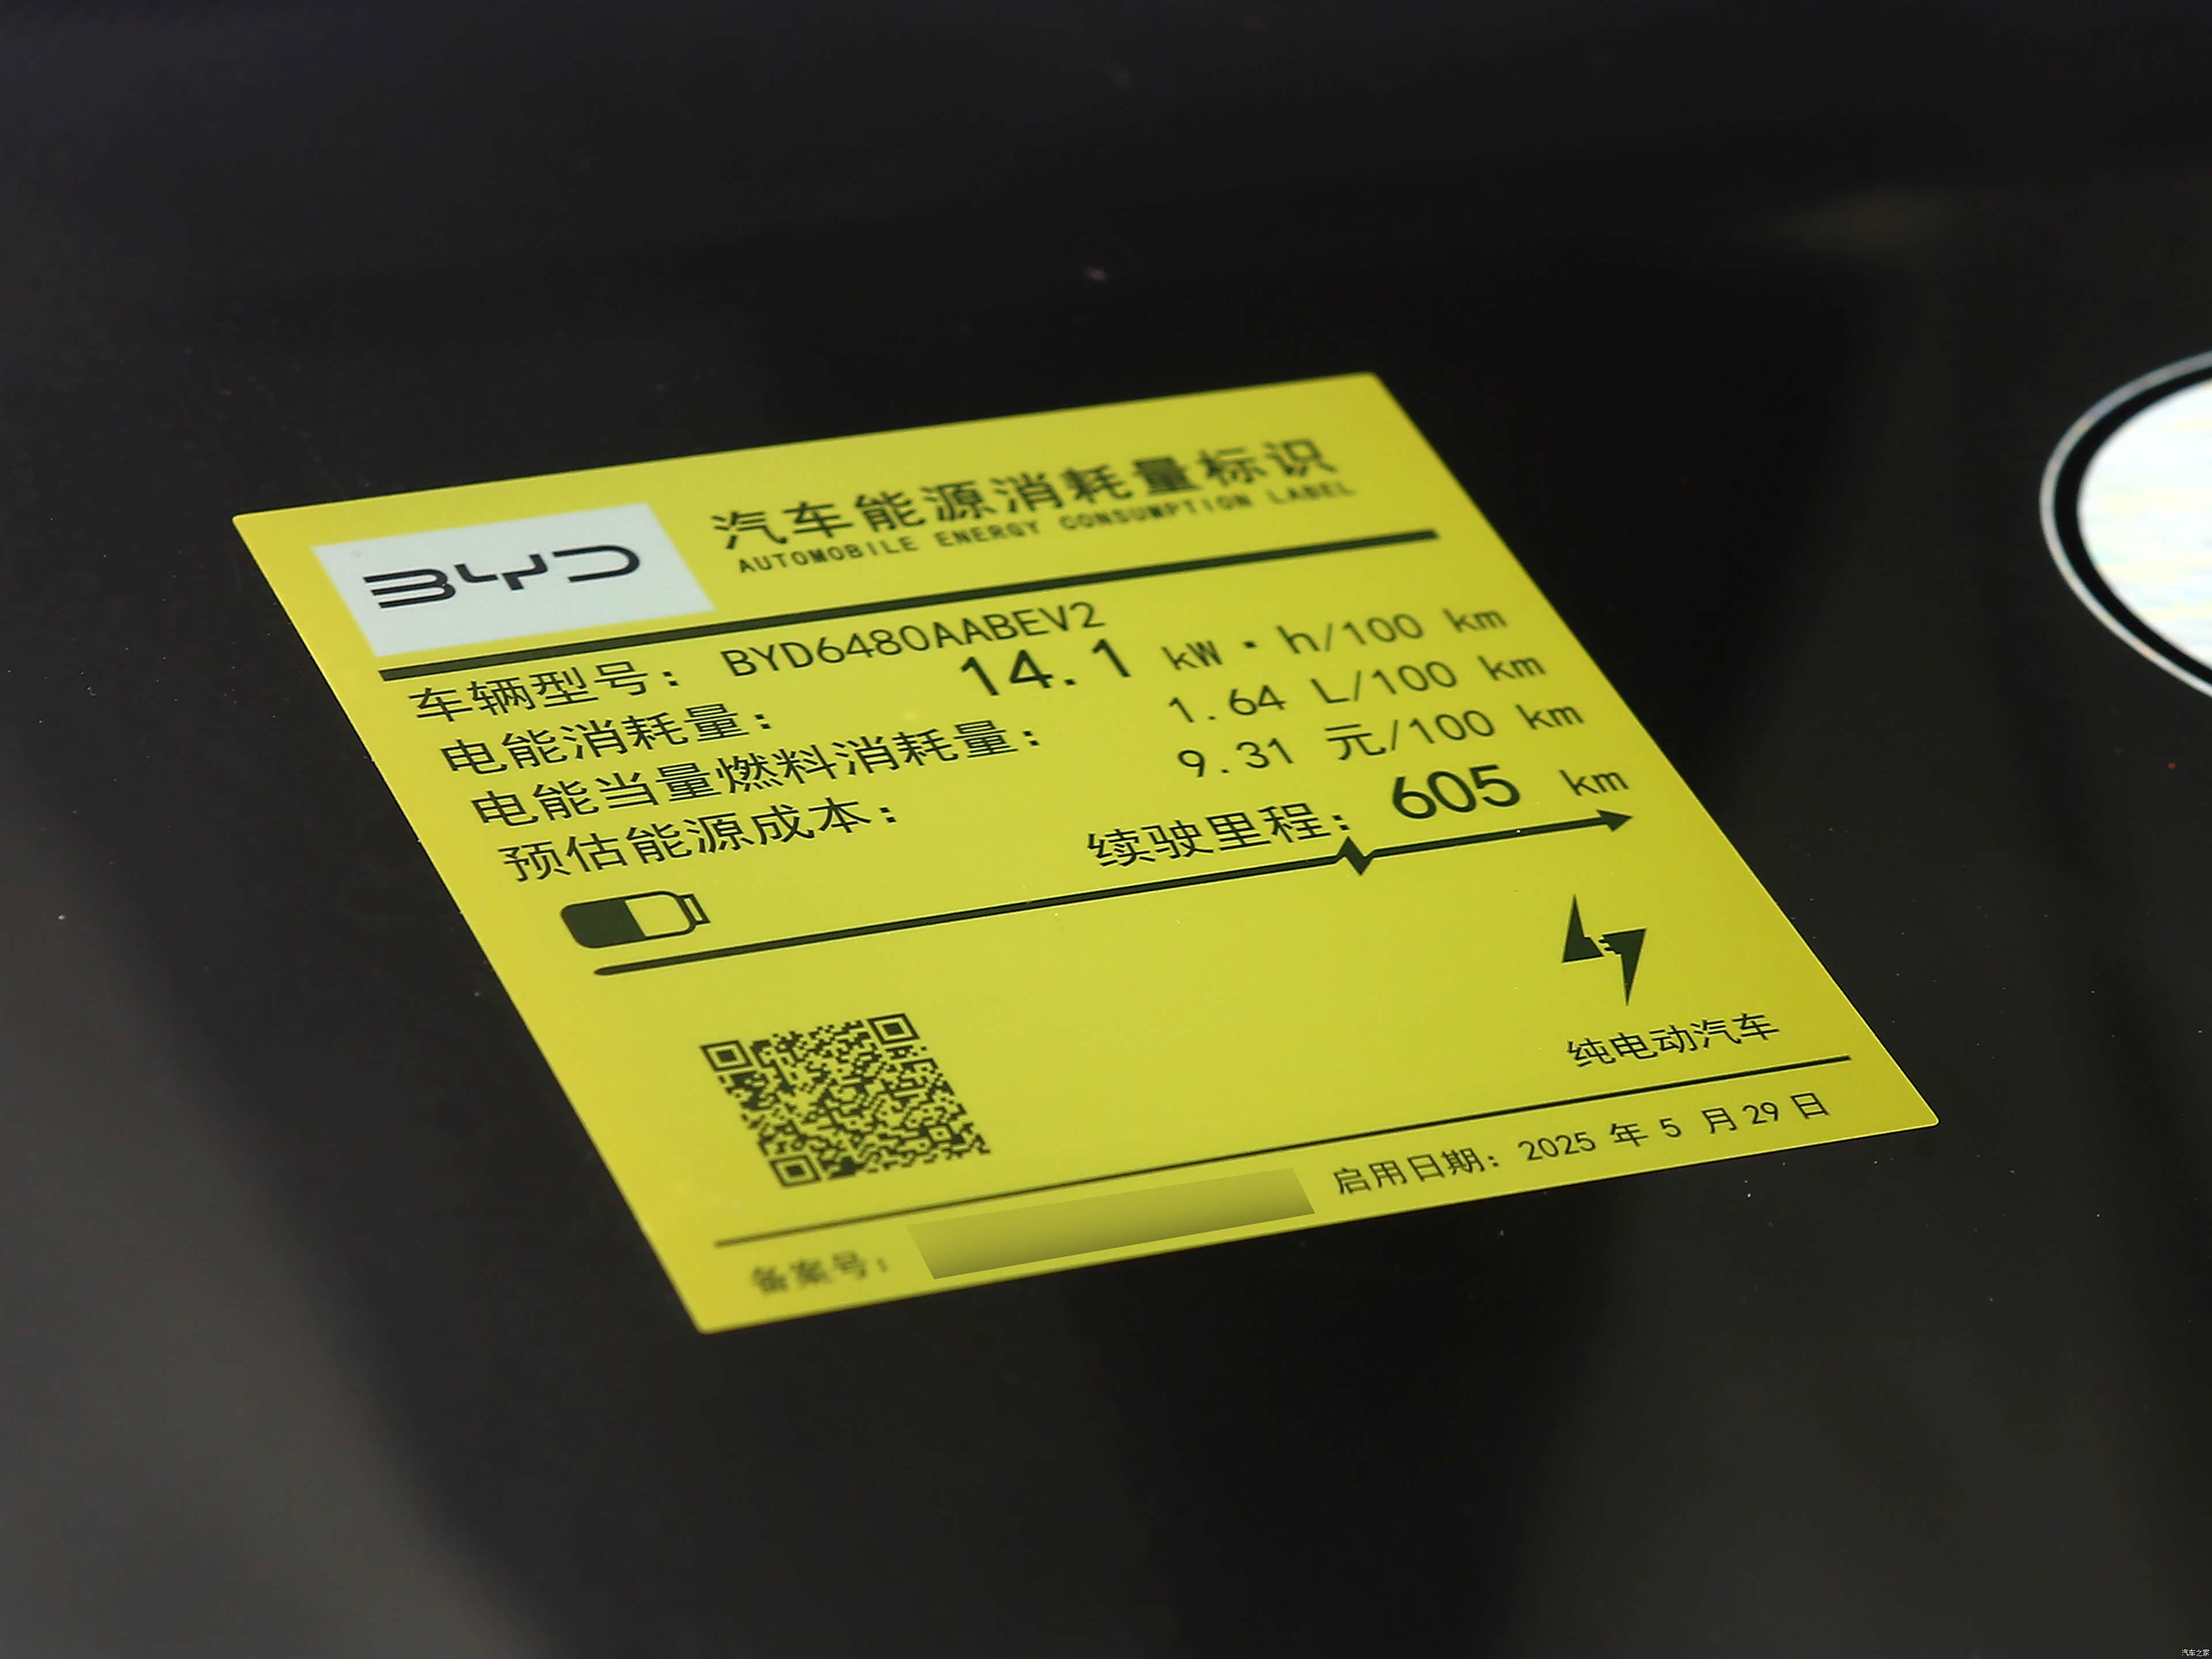 BYD
汽车能源消耗量标识
AUTOMOBILE ENERGY CONSUMPTION LABEL
车辆型号： BYD6480AABEV2
电能消耗量： 14.1 kW·h/100 km
电能当量燃料消耗量： 1.64 L/100 km
预估能源成本： 9.31 元/100 km
续驶里程： 605 km
纯电动汽车
备案号：
启用日期：2025 年 5 月 29 日
汽车之家